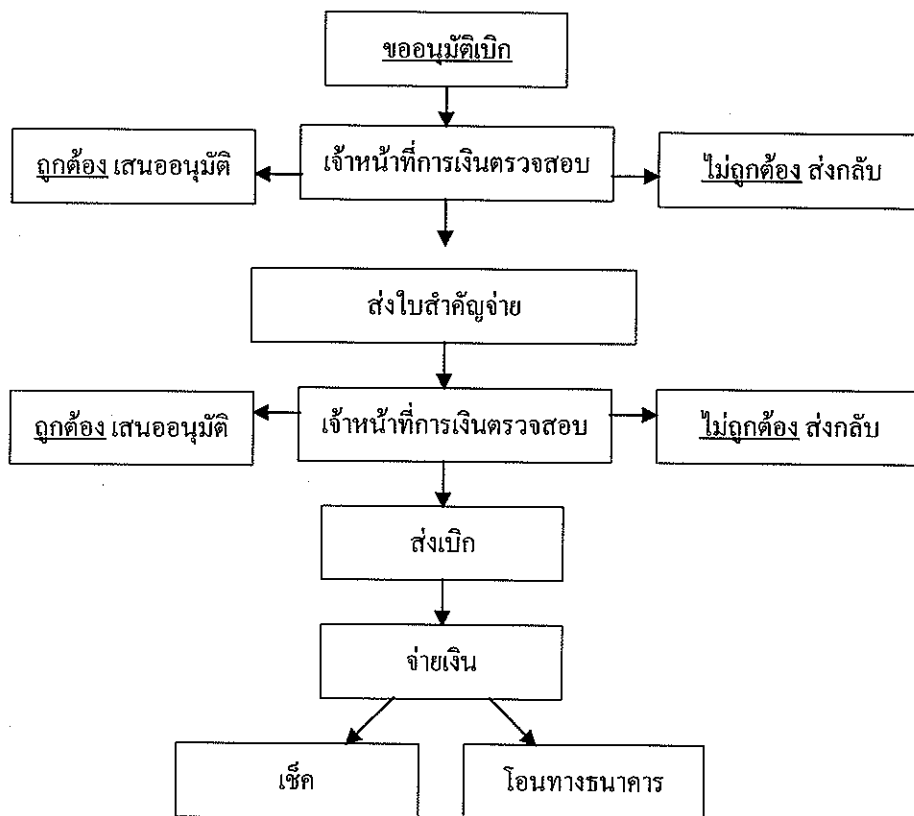 ขออนุมัติเบิก
ถูกต้อง เสนออนุมัติ
เจ้าหน้าที่การเงินตรวจสอบ
ไม่ถูกต้อง ส่งกลับ
ส่งใบสำคัญจ่าย
ถูกต้อง เสนออนุมัติ
เจ้าหน้าที่การเงินตรวจสอบ
ไม่ถูกต้อง ส่งกลับ
ส่งเบิก
จ่ายเงิน
เช็ค
โอนทางธนาคาร